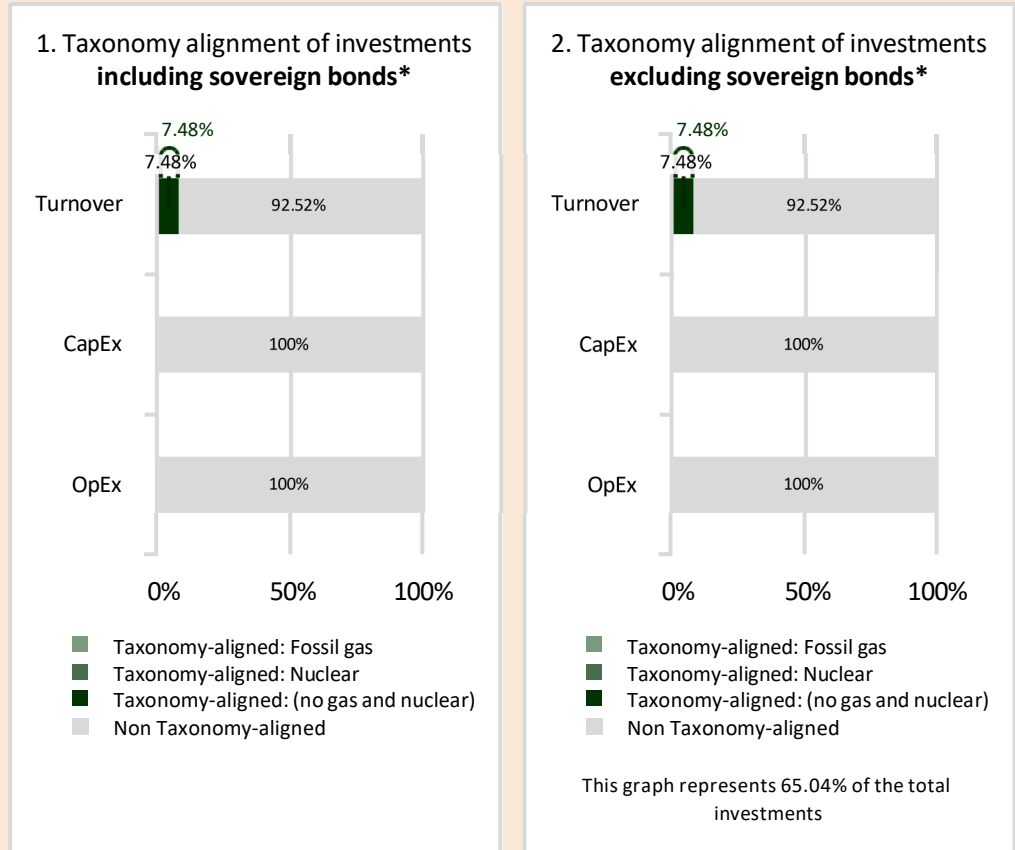 1. Taxonomy alignment of investments
including sovereign bonds*
7.48%
7.48%
Turnover
92.52%
CapEx
100%
OpEx
100%
0% 50% 100%
Taxonomy-aligned: Fossil gas
Taxonomy-aligned: Nuclear
Taxonomy-aligned: (no gas and nuclear)
Non Taxonomy-aligned
2. Taxonomy alignment of investments
excluding sovereign bonds*
7.48%
7.48%
Turnover
92.52%
CapEx
100%
OpEx
100%
0% 50% 100%
Taxonomy-aligned: Fossil gas
Taxonomy-aligned: Nuclear
Taxonomy-aligned: (no gas and nuclear)
Non Taxonomy-aligned
This graph represents 65.04% of the total
investments